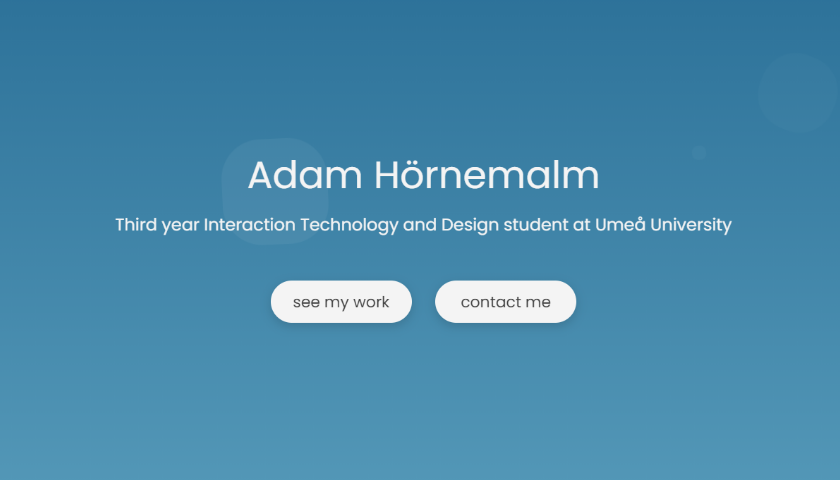 Adam Hörnemalm
Third year Interaction Technology and Design student at Umeå University
see my work
contact me